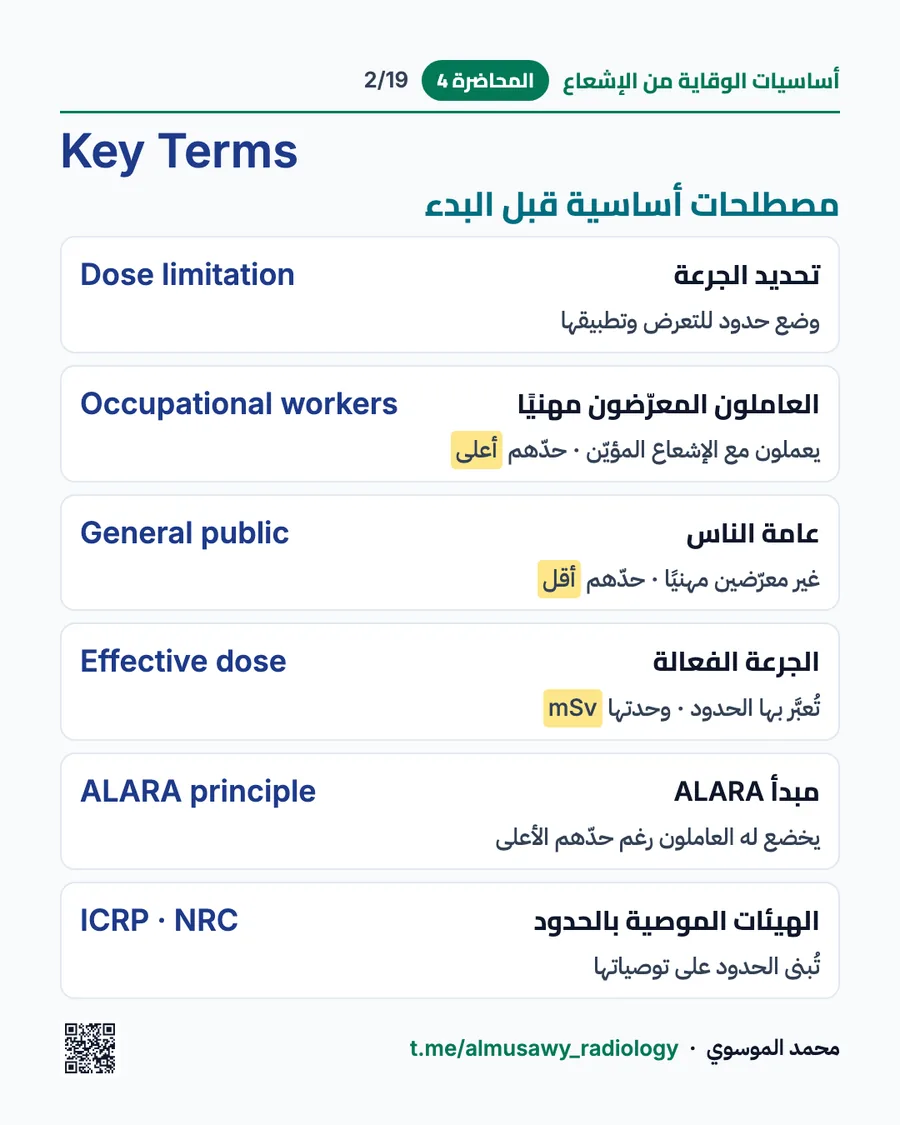 أساسيات الوقاية من الإشعاع المحاضرة 4 2/19
Key Terms
مصطلحات أساسية قبل البدء
Dose limitation
تحديد الجرعة
وضع حدود للتعرض وتطبيقها
Occupational workers
العاملون المعرّضون مهنيًا
يعملون مع الإشعاع المؤيّن · حدّهم أعلى
General public
عامة الناس
غير معرّضين مهنيًا · حدّهم أقل
Effective dose
الجرعة الفعالة
تُعبَّر بها الحدود · وحدتها mSv
ALARA principle
مبدأ ALARA
يخضع له العاملون رغم حدّهم الأعلى
ICRP · NRC
الهيئات الموصية بالحدود
تُبنى الحدود على توصياتها
محمد الموسوي · t.me/almusawy_radiology